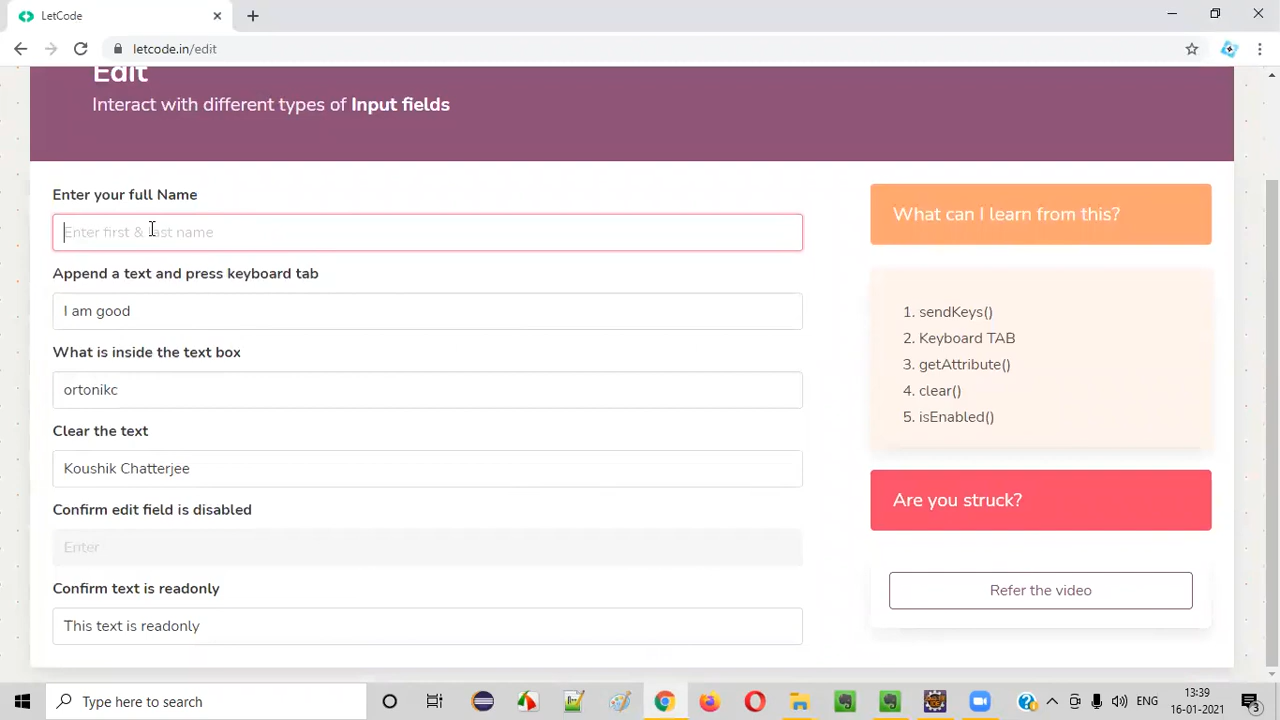 LetCode
letcode.in/edit
Edit
Interact with different types of Input fields
Enter your full Name
Enter first & last name
Append a text and press keyboard tab
I am good
What is inside the text box
ortonikc
Clear the text
Koushik Chatterjee
Confirm edit field is disabled
Enter
Confirm text is readonly
This text is readonly
What can I learn from this?
1. sendKeys()
2. Keyboard TAB
3. getAttribute()
4. clear()
5. isEnabled()
Are you struck?
Refer the video
Type here to search
ENG
13:39
16-01-2021
3